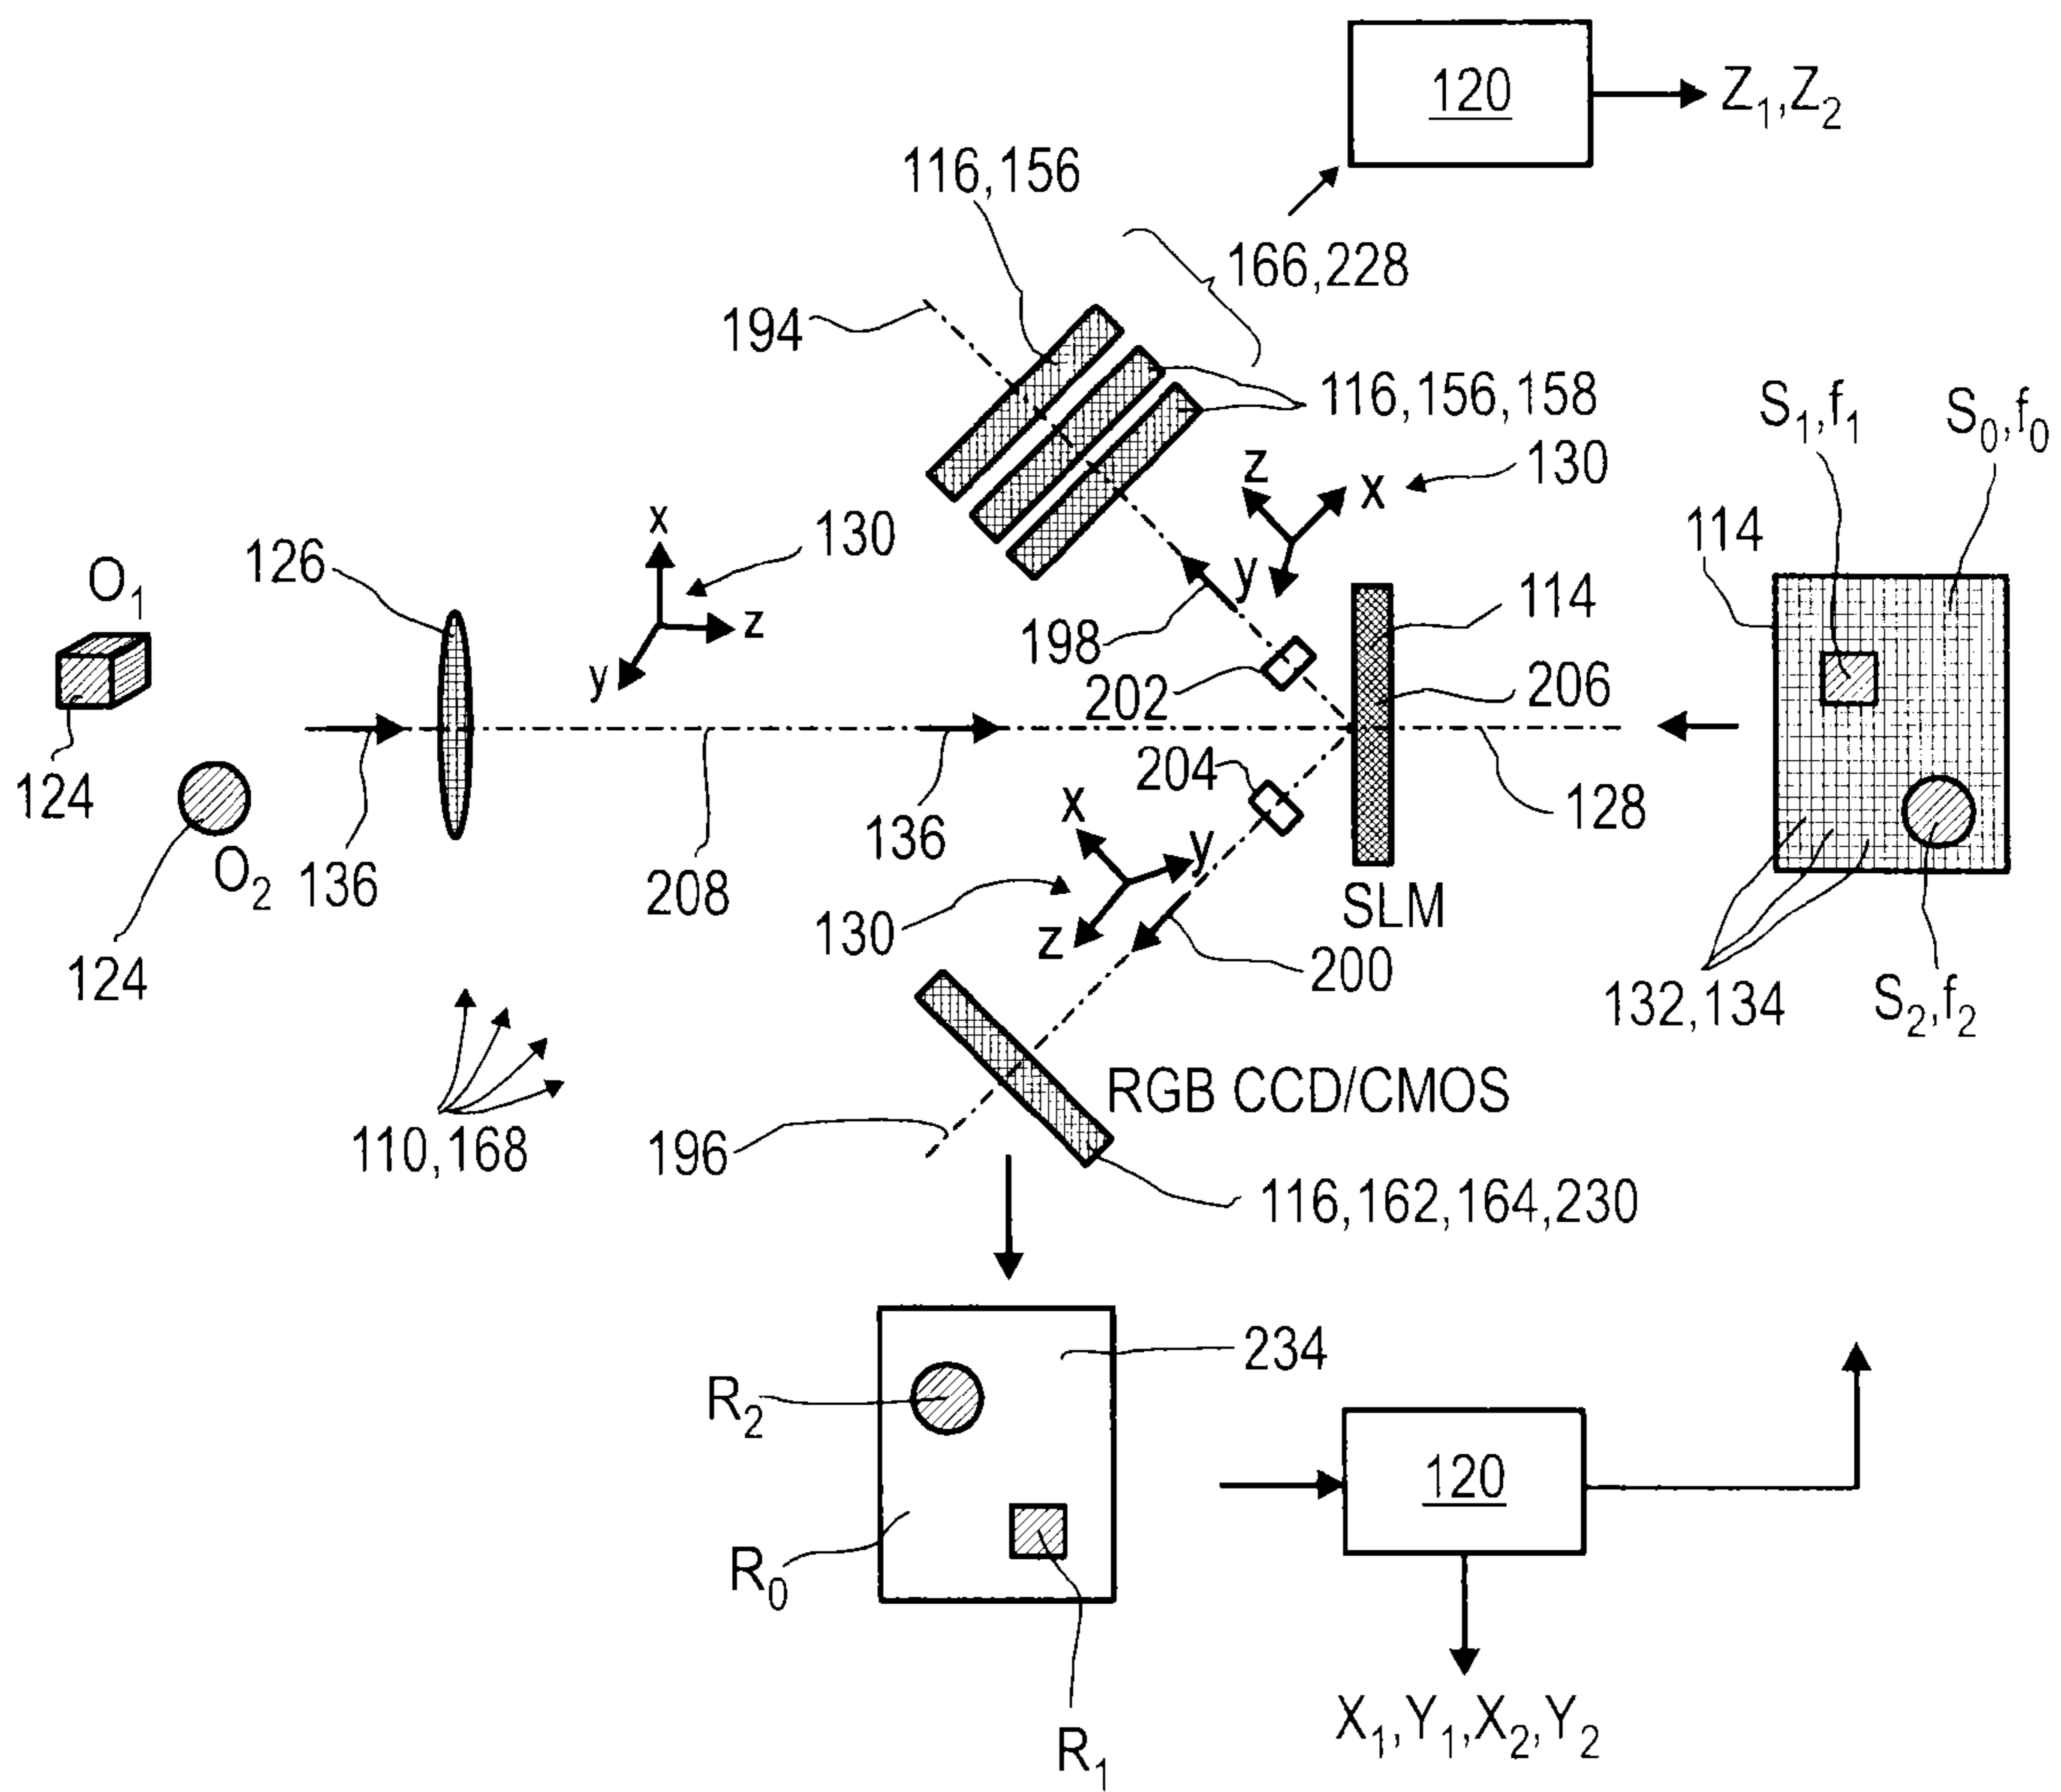 120
Z₁,Z₂
116,156
166,228
194
116,156,158
S₁,f₁
S₀,f₀
z
x
130
x
130
114
O₁
126
y
114
z
198
y
202
206
124
204
136
208
136
x
y
128
O₂
130
SLM
124
z
200
132,134
S₂,f₂
RGB CCD/CMOS
110,168
196
116,162,164,230
234
R₂
120
R₀
R₁
X₁,Y₁,X₂,Y₂